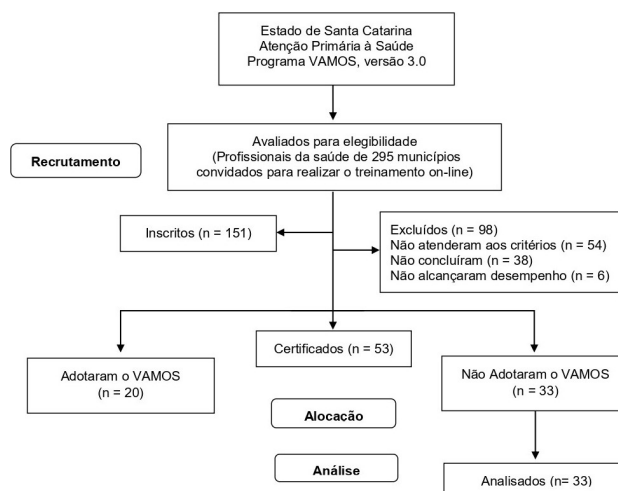 Estado de Santa Catarina
Atenção Primária à Saúde
Programa VAMOS, versão 3.0
Recrutamento
Avaliados para elegibilidade
(Profissionais da saúde de 295 municípios
convidados para realizar o treinamento on-line)
Inscritos (n = 151)
Excluídos (n = 98)
Não atenderam aos critérios (n = 54)
Não concluíram (n = 38)
Não alcançaram desempenho (n = 6)
Adotaram o VAMOS
(n = 20)
Certificados (n = 53)
Não Adotaram o VAMOS
(n = 33)
Alocação
Análise
Analisados (n= 33)